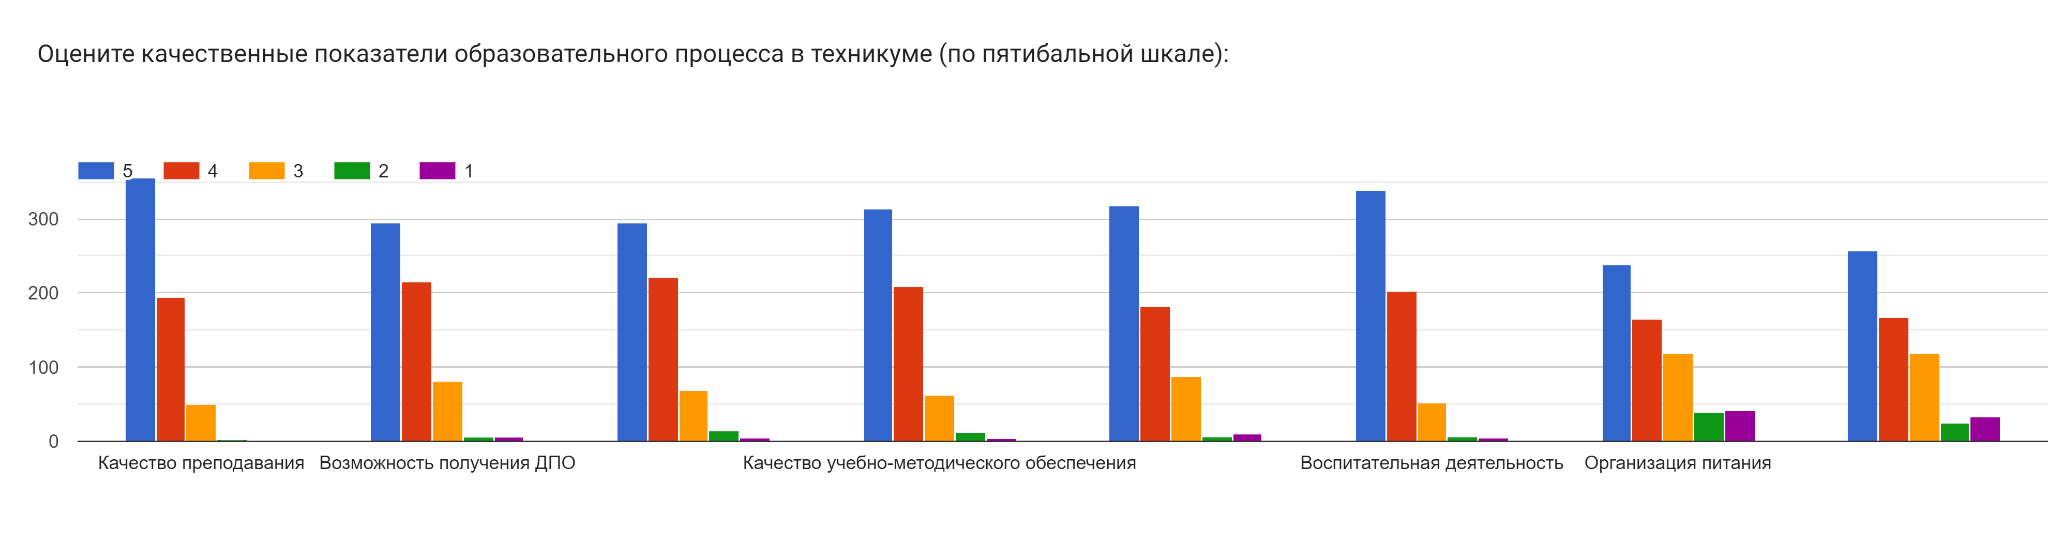 Оцените качественные показатели образовательного процесса в техникуме (по пятибальной шкале):
5 4 3 2 1
300
200
100
0
Качество преподавания Возможность получения ДПО Качество учебно-методического обеспечения Воспитательная деятельность Организация питания